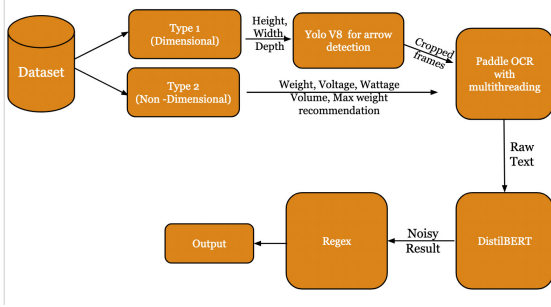 Dataset
Type 1
(Dimensional)
Height,
Width
Depth
Yolo V8 for arrow
detection
Cropped
frames
Type 2
(Non -Dimensional)
Weight, Voltage, Wattage
Volume, Max weight
recommendation
Paddle OCR
with
multithreading
Raw
Text
DistilBERT
Noisy
Result
Regex
Output